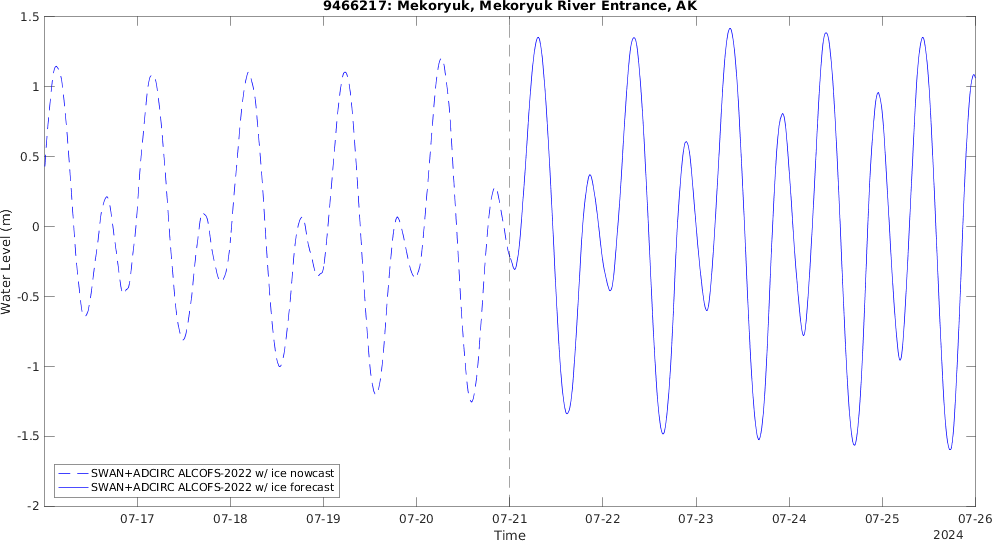 9466217: Mekoryuk, Mekoryuk River Entrance, AK
1.5
1
0.5
0
-0.5
-1
-1.5
-2
Water Level (m)
SWAN+ADCIRC ALCOFS-2022 w/ ice nowcast
SWAN+ADCIRC ALCOFS-2022 w/ ice forecast
07-17 07-18 07-19 07-20 07-21 07-22 07-23 07-24 07-25 07-26
Time
2024